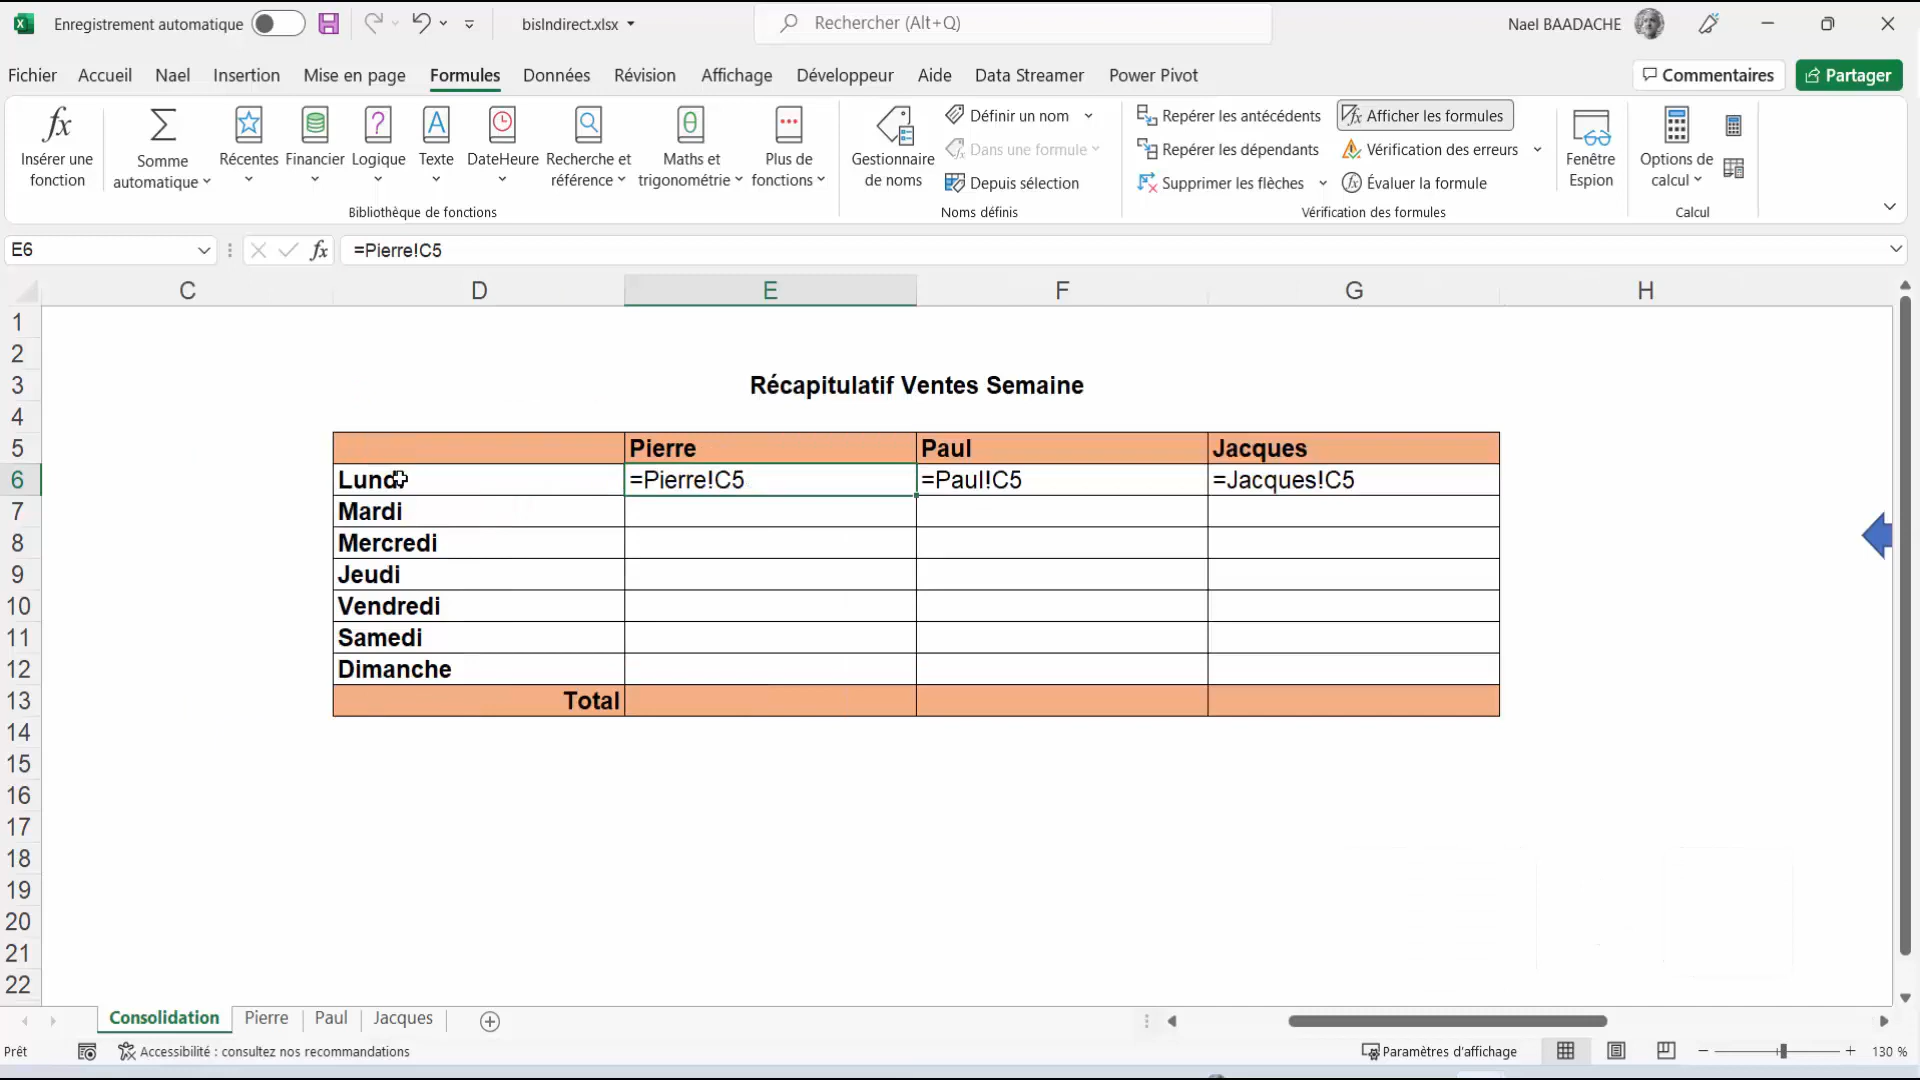 Enregistrement automatique bisIndirect.xlsx Rechercher (Alt+Q) Nael BAADACHE
Fichier Accueil Nael Insertion Mise en page Formules Données Révision Affichage Développeur Aide Data Streamer Power Pivot Commentaires Partager
Insérer une fonction
Somme automatique
Récentes
Financier
Logique
Texte
DateHeure
Recherche et référence
Maths et trigonométrie
Plus de fonctions
Bibliothèque de fonctions
Gestionnaire de noms
Définir un nom
Dans une formule
Depuis sélection
Noms définis
Repérer les antécédents
Repérer les dépendants
Supprimer les flèches
Afficher les formules
Vérification des erreurs
Évaluer la formule
Vérification des formules
Fenêtre Espion
Options de calcul
Calcul
E6 fx =Pierre!C5
C D E F G H
1
2
3 Récapitulatif Ventes Semaine
4
5 Pierre Paul Jacques
6 Lundi =Pierre!C5 =Paul!C5 =Jacques!C5
7 Mardi
8 Mercredi
9 Jeudi
10 Vendredi
11 Samedi
12 Dimanche
13 Total
14
15
16
17
18
19
20
21
22
Consolidation Pierre Paul Jacques
Prêt Accessibilité : consultez nos recommandations Paramètres d'affichage 130 %